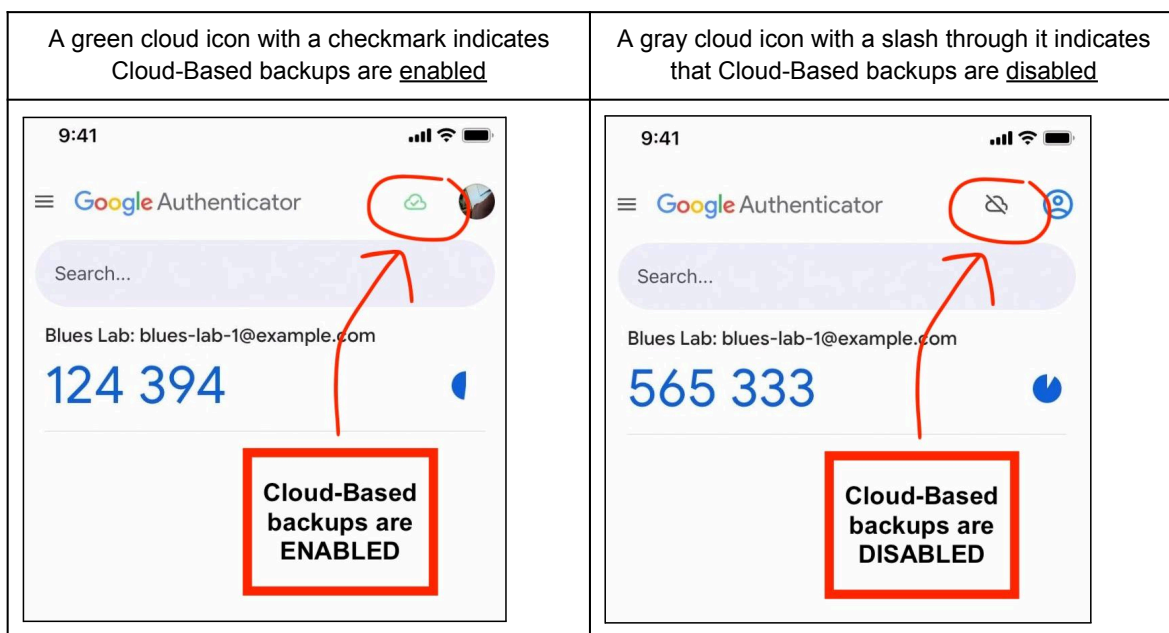 A green cloud icon with a checkmark indicates
Cloud-Based backups are enabled
A gray cloud icon with a slash through it indicates
that Cloud-Based backups are disabled
9:41
Google Authenticator
Search...
Blues Lab: blues-lab-1@example.com
124 394
Cloud-Based
backups are
ENABLED
9:41
Google Authenticator
Search...
Blues Lab: blues-lab-1@example.com
565 333
Cloud-Based
backups are
DISABLED